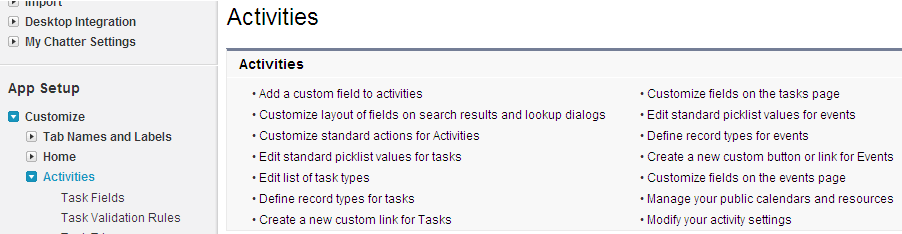 Import
Desktop Integration
My Chatter Settings
App Setup
Customize
Tab Names and Labels
Home
Activities
Task Fields
Task Validation Rules
Activities
Activities
• Add a custom field to activities
• Customize layout of fields on search results and lookup dialogs
• Customize standard actions for Activities
• Edit standard picklist values for tasks
• Edit list of task types
• Define record types for tasks
• Create a new custom link for Tasks
• Customize fields on the tasks page
• Edit standard picklist values for events
• Define record types for events
• Create a new custom button or link for Events
• Customize fields on the events page
• Manage your public calendars and resources
• Modify your activity settings